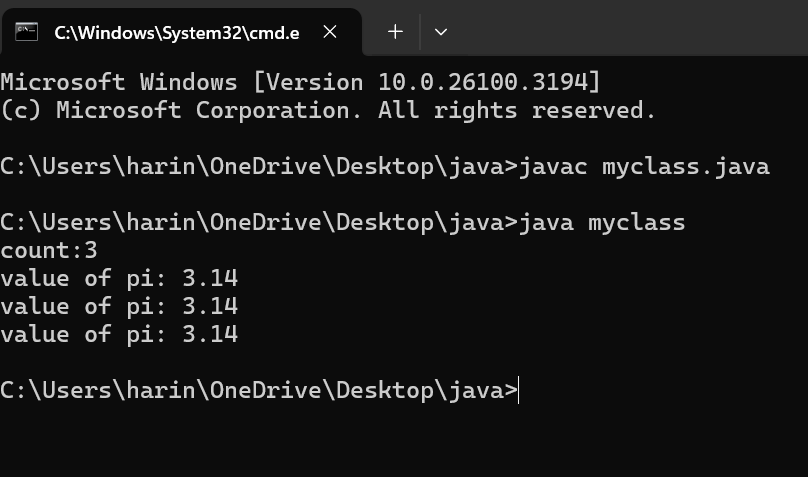 C:\Windows\System32\cmd.e
Microsoft Windows [Version 10.0.26100.3194]
(c) Microsoft Corporation. All rights reserved.
C:\Users\harin\OneDrive\Desktop\java>javac myclass.java
C:\Users\harin\OneDrive\Desktop\java>java myclass
count:3
value of pi: 3.14
value of pi: 3.14
value of pi: 3.14
C:\Users\harin\OneDrive\Desktop\java>